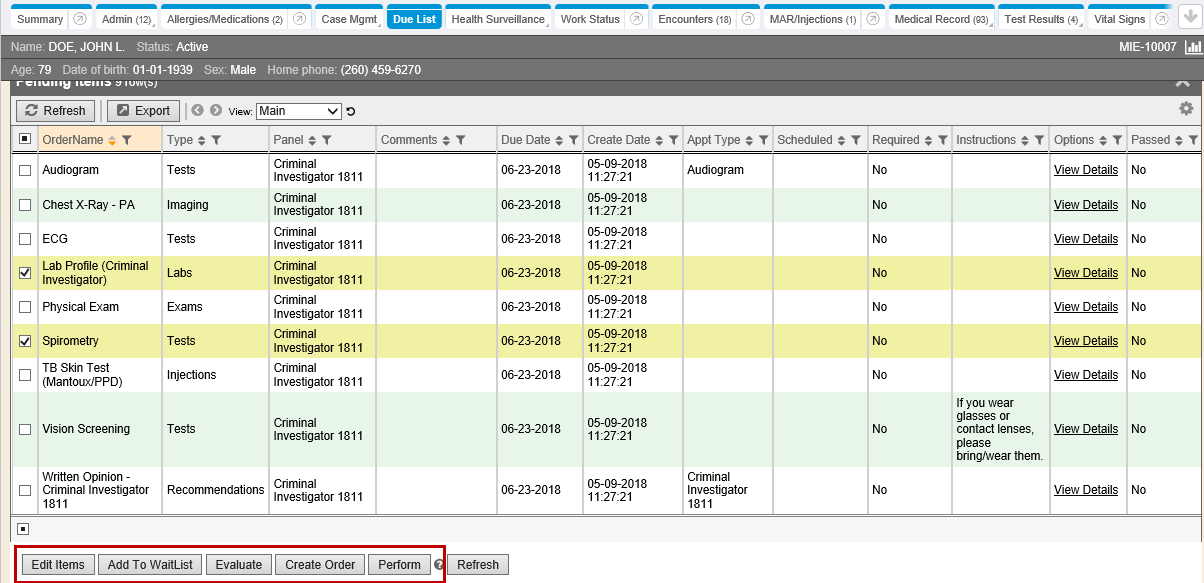 Summary Admin (12) Allergies/Medications (2) Case Mgmt Due List Health Surveillance Work Status Encounters (18) MAR/Injections (1) Medical Record (93) Test Results (4) Vital Signs
Name: DOE, JOHN L. Status: Active MIE-10007
Age: 79 Date of birth: 01-01-1939 Sex: Male Home phone: (260) 459-6270
Pending Items 9 row(s)
Refresh Export View: Main
OrderName Type Panel Comments Due Date Create Date Appt Type Scheduled Required Instructions Options Passed
Audiogram Tests Criminal Investigator 1811 06-23-2018 05-09-2018 11:27:21 Audiogram No View Details No
Chest X-Ray - PA Imaging Criminal Investigator 1811 06-23-2018 05-09-2018 11:27:21 No View Details No
ECG Tests Criminal Investigator 1811 06-23-2018 05-09-2018 11:27:21 No View Details No
Lab Profile (Criminal Investigator) Labs Criminal Investigator 1811 06-23-2018 05-09-2018 11:27:21 No View Details No
Physical Exam Exams Criminal Investigator 1811 06-23-2018 05-09-2018 11:27:21 No View Details No
Spirometry Tests Criminal Investigator 1811 06-23-2018 05-09-2018 11:27:21 No View Details No
TB Skin Test (Mantoux/PPD) Injections Criminal Investigator 1811 06-23-2018 05-09-2018 11:27:21 No View Details No
Vision Screening Tests Criminal Investigator 1811 06-23-2018 05-09-2018 11:27:21 No If you wear glasses or contact lenses, please bring/wear them. View Details No
Written Opinion - Criminal Investigator 1811 Recommendations Criminal Investigator 1811 06-23-2018 05-09-2018 11:27:21 Criminal Investigator 1811 No View Details No
Edit Items Add To WaitList Evaluate Create Order Perform ? Refresh